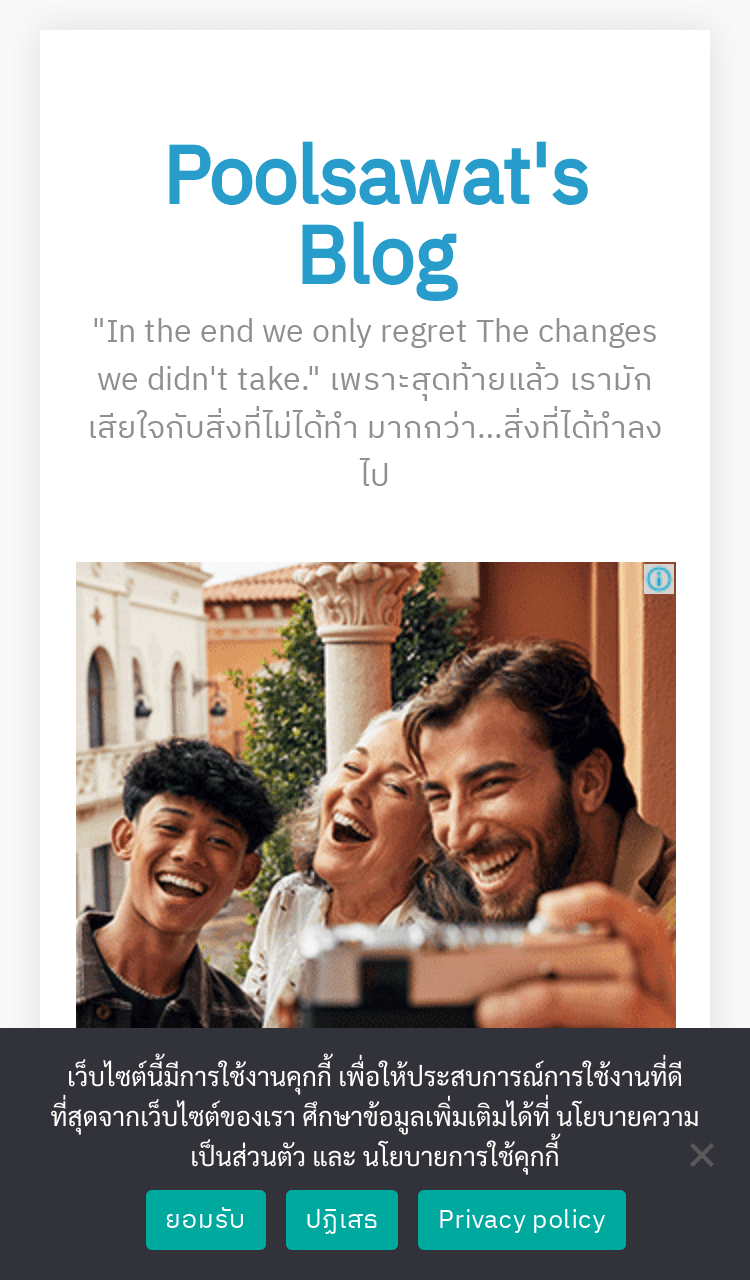 Poolsawat's
Blog
"In the end we only regret The changes
we didn't take." เพราะสุดท้ายแล้ว เรามัก
เสียใจกับสิ่งที่ไม่ได้ทำ มากกว่า...สิ่งที่ได้ทำลง
ไป
เว็บไซต์นี้มีการใช้งานคุกกี้ เพื่อให้ประสบการณ์การใช้งานที่ดี
ที่สุดจากเว็บไซต์ของเรา ศึกษาข้อมูลเพิ่มเติมได้ที่ นโยบายความ
เป็นส่วนตัว และ นโยบายการใช้คุกกี้
ยอมรับ ปฏิเสธ Privacy policy